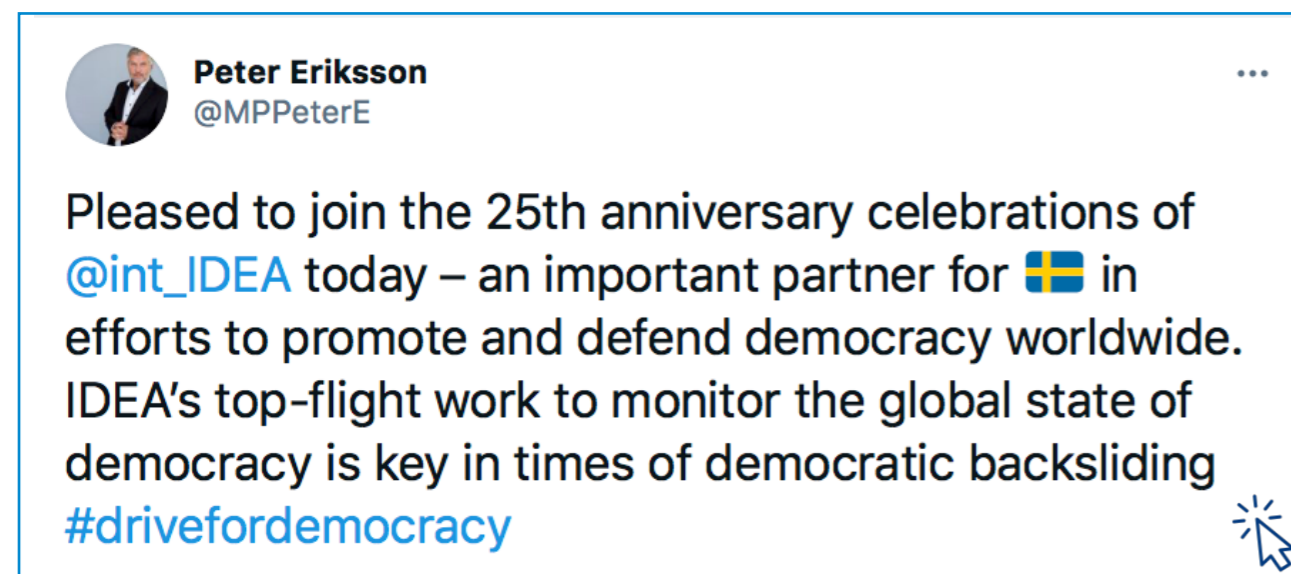 Peter Eriksson
@MPPeterE
Pleased to join the 25th anniversary celebrations of
@int_IDEA today – an important partner for 🇸🇪 in
efforts to promote and defend democracy worldwide.
IDEA’s top-flight work to monitor the global state of
democracy is key in times of democratic backsliding
#drivefordemocracy